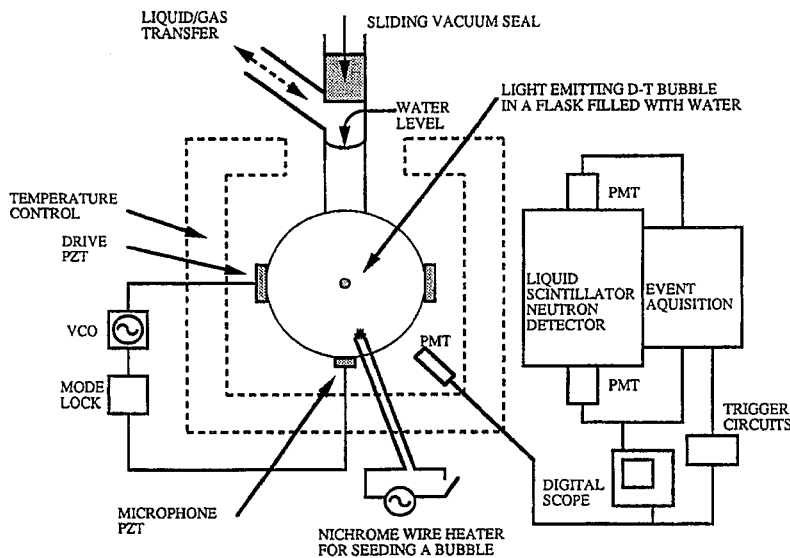 LIQUID/GAS
TRANSFER
SLIDING VACUUM SEAL
WATER
LEVEL
LIGHT EMITTING D-T BUBBLE
IN A FLASK FILLED WITH WATER
TEMPERATURE
CONTROL
DRIVE
PZT
VCO
MODE
LOCK
MICROPHONE
PZT
NICHROME WIRE HEATER
FOR SEEDING A BUBBLE
PMT
PMT
LIQUID
SCINTILLATOR
NEUTRON
DETECTOR
EVENT
AQUISITION
PMT
TRIGGER
CIRCUITS
DIGITAL
SCOPE